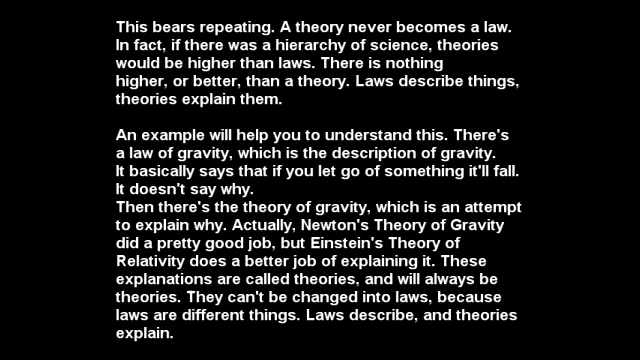 This bears repeating. A theory never becomes a law.
In fact, if there was a hierarchy of science, theories
would be higher than laws. There is nothing
higher, or better, than a theory. Laws describe things,
theories explain them.
An example will help you to understand this. There's
a law of gravity, which is the description of gravity.
It basically says that if you let go of something it'll fall.
It doesn't say why.
Then there's the theory of gravity, which is an attempt
to explain why. Actually, Newton's Theory of Gravity
did a pretty good job, but Einstein's Theory of
Relativity does a better job of explaining it. These
explanations are called theories, and will always be
theories. They can't be changed into laws, because
laws are different things. Laws describe, and theories
explain.